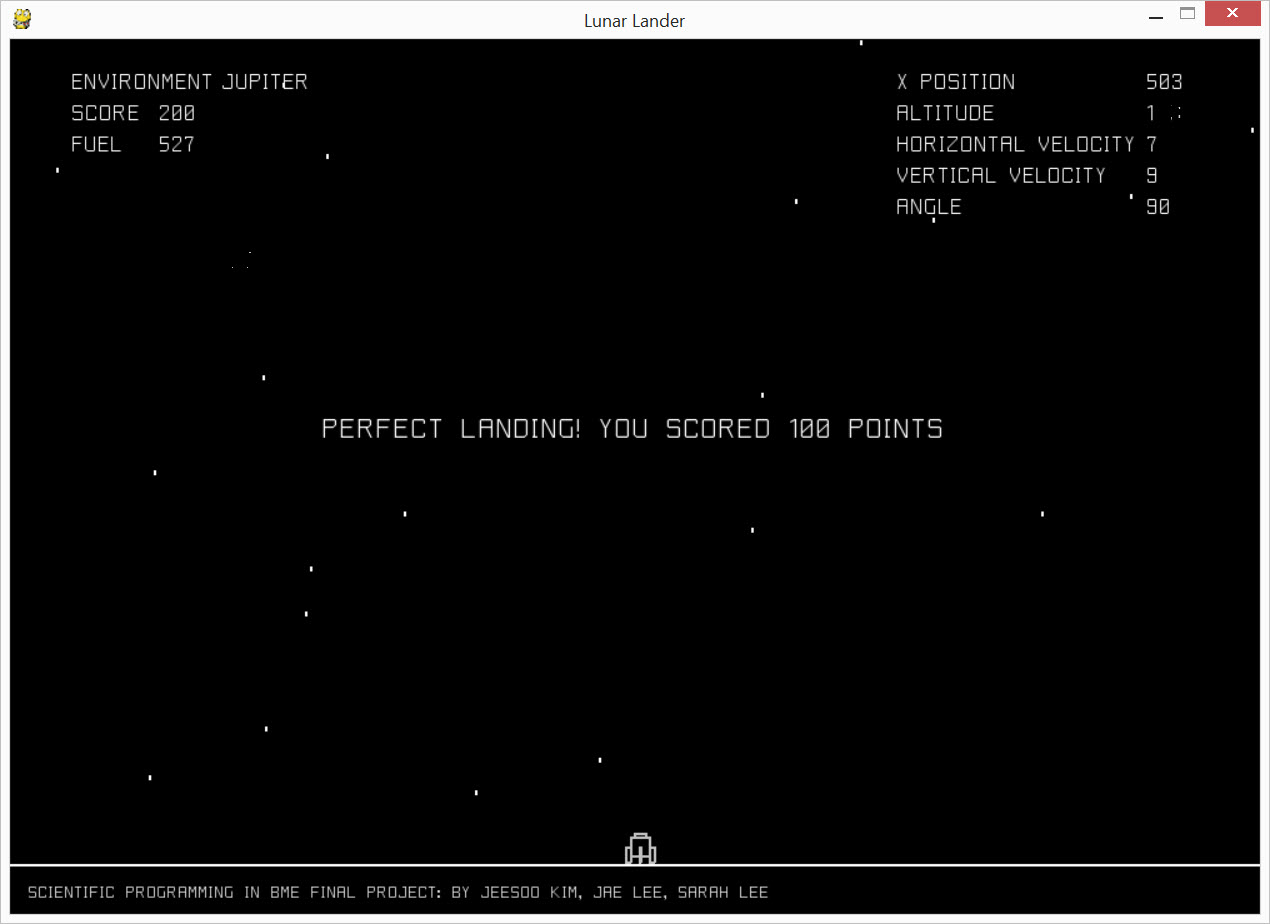 Lunar Lander
ENVIRONMENT JUPITER
SCORE 200
FUEL 527
X POSITION 503
ALTITUDE 1
HORIZONTAL VELOCITY 7
VERTICAL VELOCITY 9
ANGLE 90
PERFECT LANDING! YOU SCORED 100 POINTS
SCIENTIFIC PROGRAMMING IN BME FINAL PROJECT: BY JEESOO KIM, JAE LEE, SARAH LEE